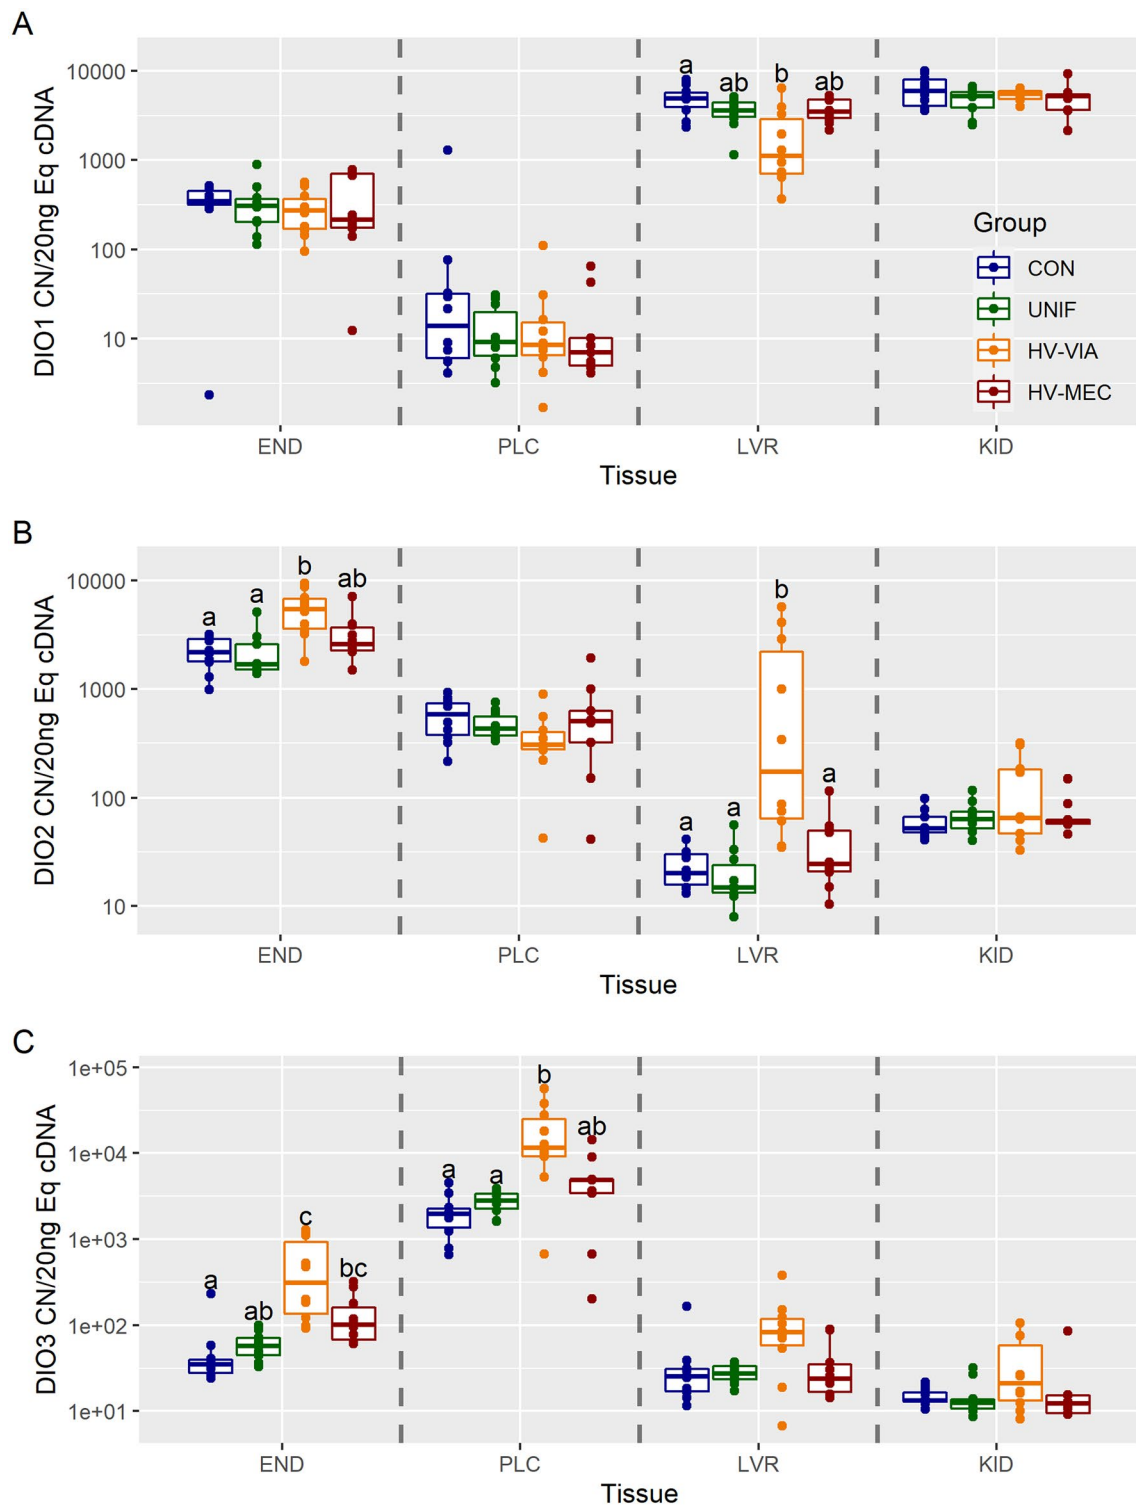 A
DIO1 CN/20ng Eq cDNA
10000
1000
100
10
a
ab
b
ab
Group
CON
UNIF
HV-VIA
HV-MEC
END
PLC
LVR
KID
Tissue
B
DIO2 CN/20ng Eq cDNA
10000
1000
100
10
a
a
b
ab
a
a
b
a
END
PLC
LVR
KID
Tissue
C
DIO3 CN/20ng Eq cDNA
1e+05
1e+04
1e+03
1e+02
1e+01
a
ab
c
bc
a
a
b
ab
END
PLC
LVR
KID
Tissue